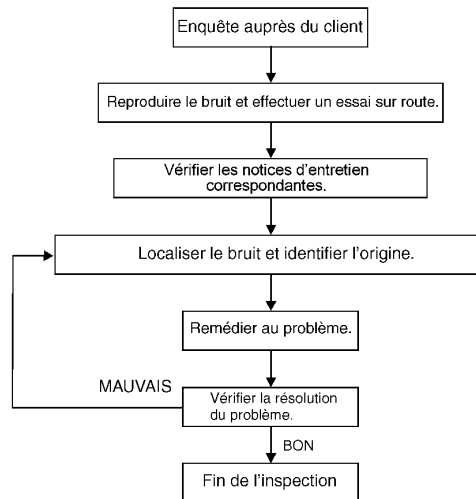 Enquête auprès du client
Reproduire le bruit et effectuer un essai sur route.
Vérifier les notices d'entretien
correspondantes.
Localiser le bruit et identifier l'origine.
Remédier au problème.
MAUVAIS
Vérifier la résolution
du problème.
BON
Fin de l'inspection